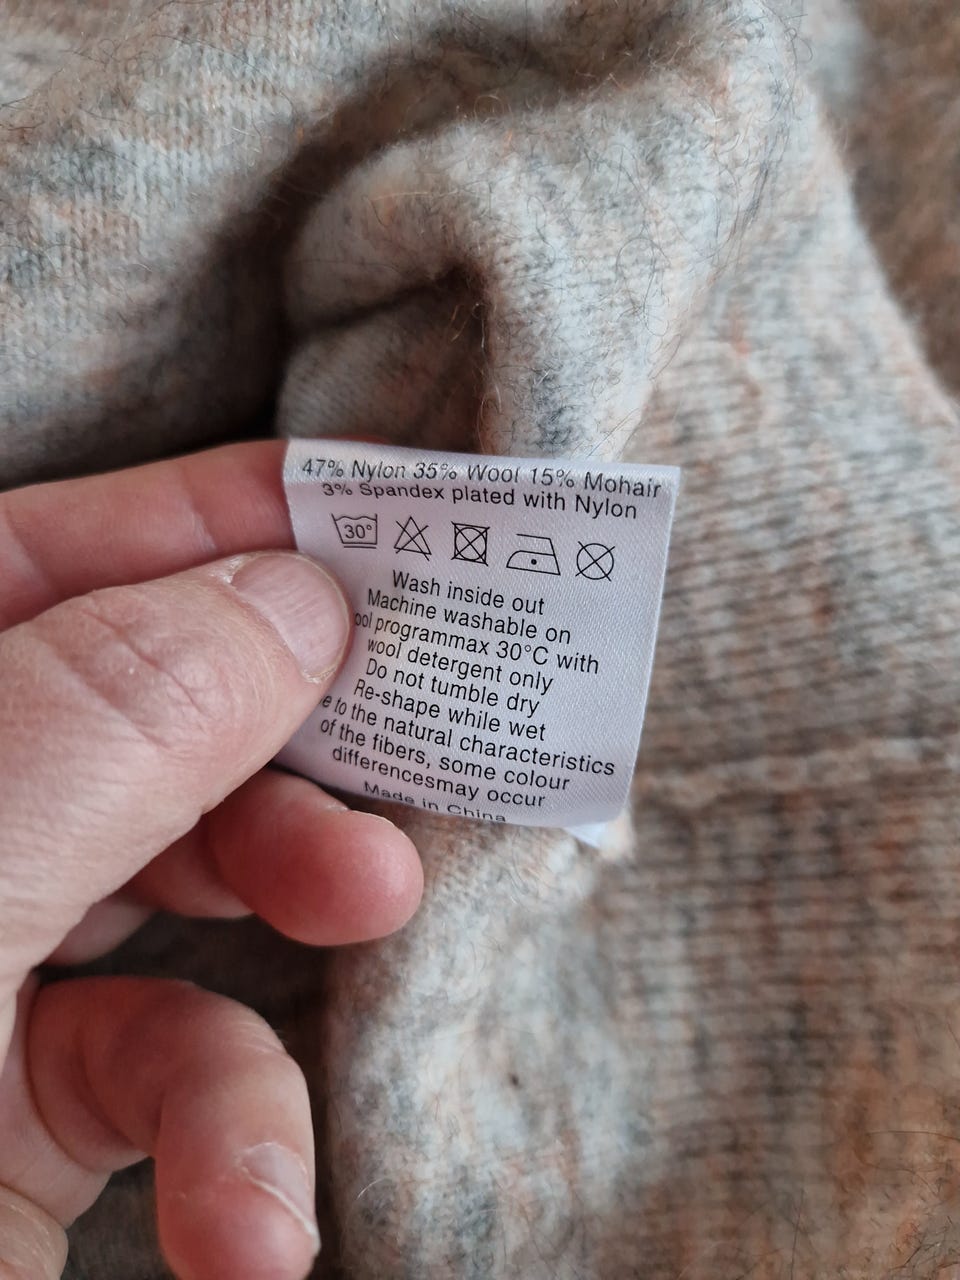 47% Nylon 35% Wool 15% Mohair
3% Spandex plated with Nylon
30°
Wash inside out
Machine washable on
ool programmax 30°C with
wool detergent only
Do not tumble dry
Re-shape while wet
e to the natural characteristics
of the fibers, some colour
differencesmay occur
Made in China